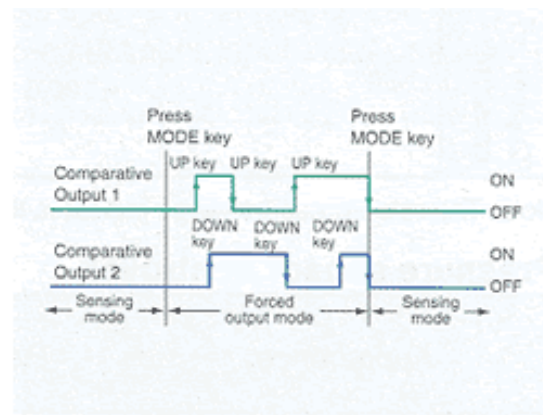 Press
MODE key
Press
MODE key
UP key UP key UP key
Comparative
Output 1
ON
OFF
DOWN
key
DOWN
key
DOWN
key
Comparative
Output 2
ON
OFF
Sensing
mode
Forced
output mode
Sensing
mode